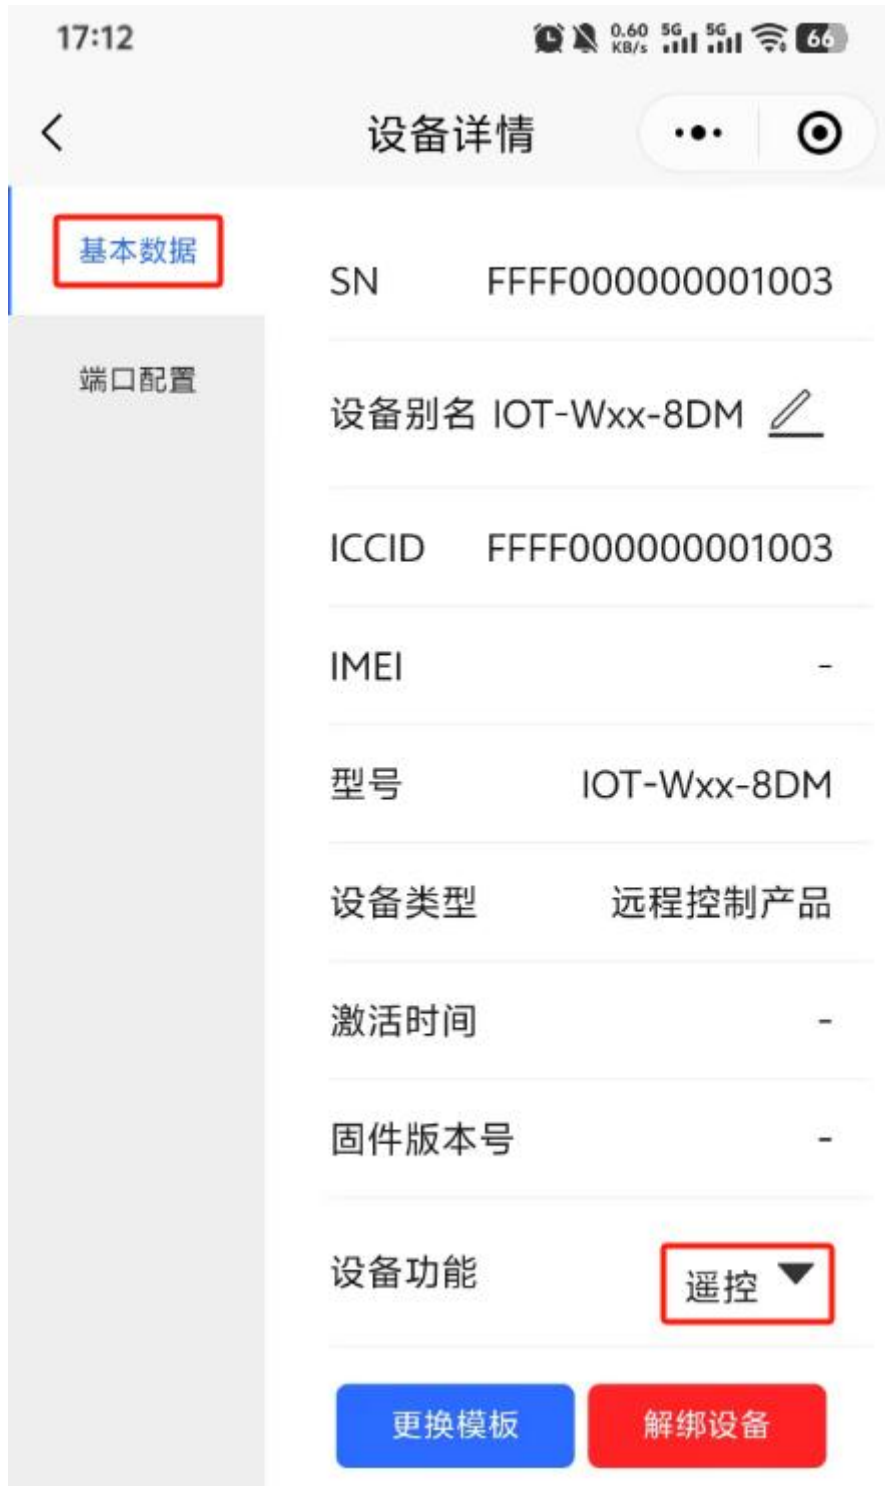 17:12 0.60 KB/s 5G 5G 66
设备详情
基本数据
端口配置
SN FFFF000000001003
设备别名 IOT-Wxx-8DM
ICCID FFFF000000001003
IMEI -
型号 IOT-Wxx-8DM
设备类型 远程控制产品
激活时间 -
固件版本号 -
设备功能 遥控
更换模板 解绑设备